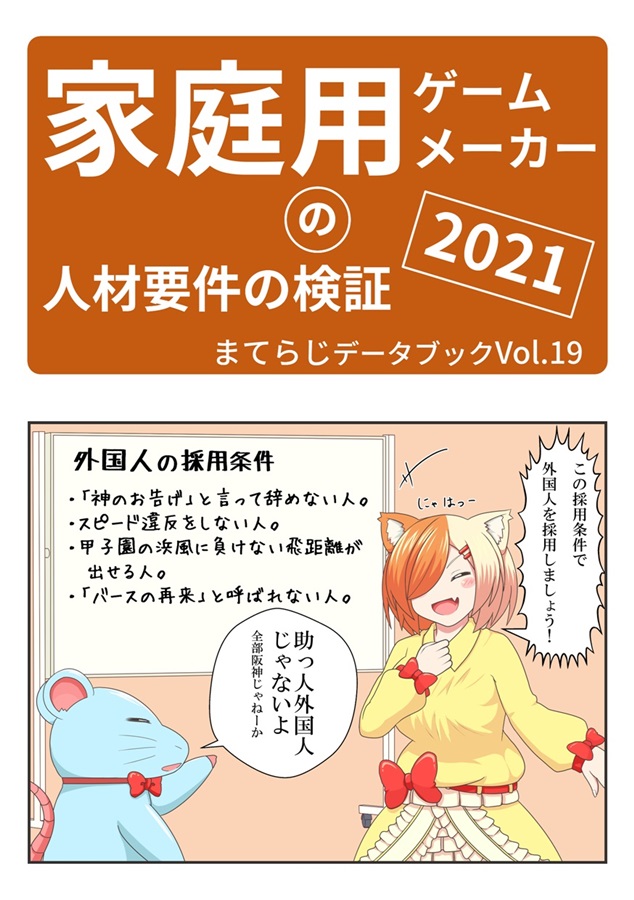 家庭用
ゲーム
メーカー
の
2021
人材要件の検証
まてらじデータブックVol.19
外国人の採用条件
・「神のお告げ」と言って辞めない人。
・スピード違反をしない人。
・甲子園の浜風に負けない飛距離が
出せる人。
・「バースの再来」と呼ばれない人。
にゃはっー
この採用条件で
外国人を採用しましょう!
助っ人外国人
じゃないよ
全部阪神じゃねーか